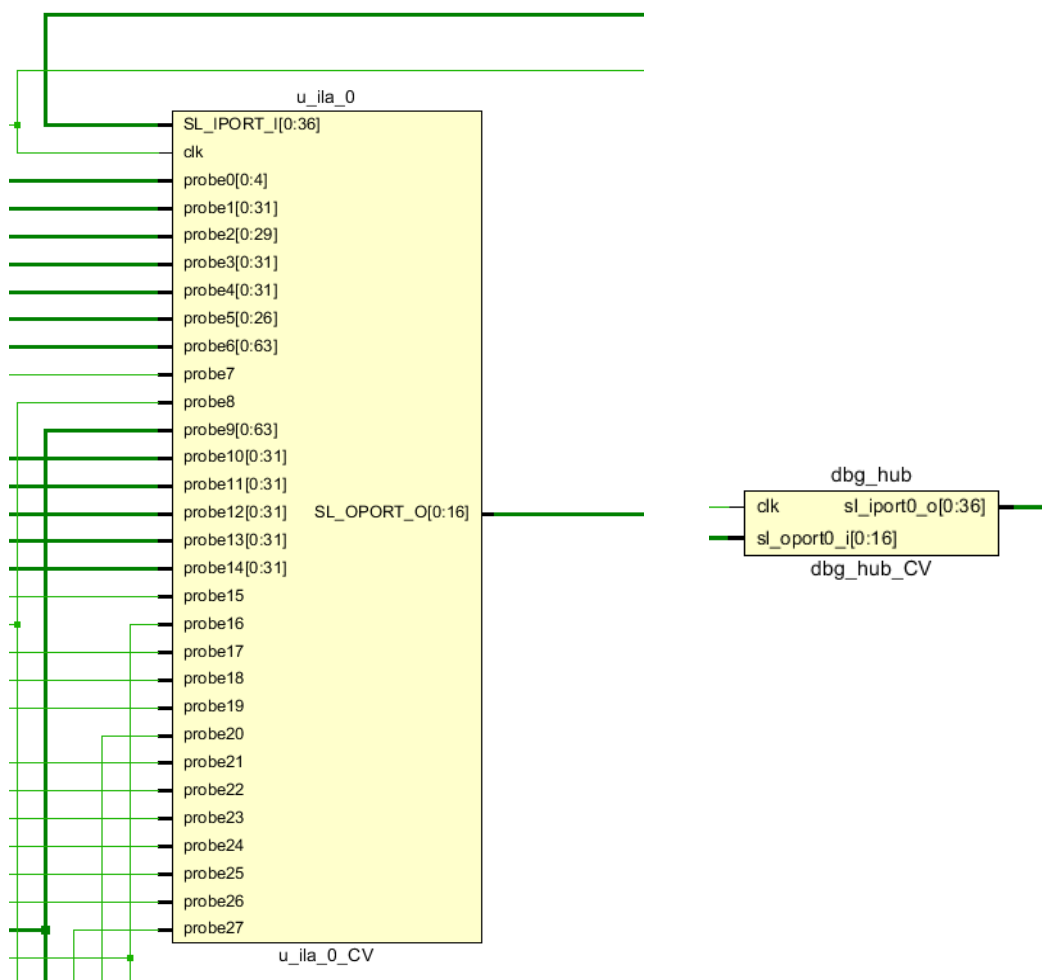 u_ila_0
SL_IPORT_I[0:36]
clk
probe0[0:4]
probe1[0:31]
probe2[0:29]
probe3[0:31]
probe4[0:31]
probe5[0:26]
probe6[0:63]
probe7
probe8
probe9[0:63]
probe10[0:31]
probe11[0:31]
probe12[0:31] SL_OPORT_O[0:16]
probe13[0:31]
probe14[0:31]
probe15
probe16
probe17
probe18
probe19
probe20
probe21
probe22
probe23
probe24
probe25
probe26
probe27
u_ila_0_CV
dbg_hub
clk sl_iport0_o[0:36]
sl_oport0_i[0:16]
dbg_hub_CV